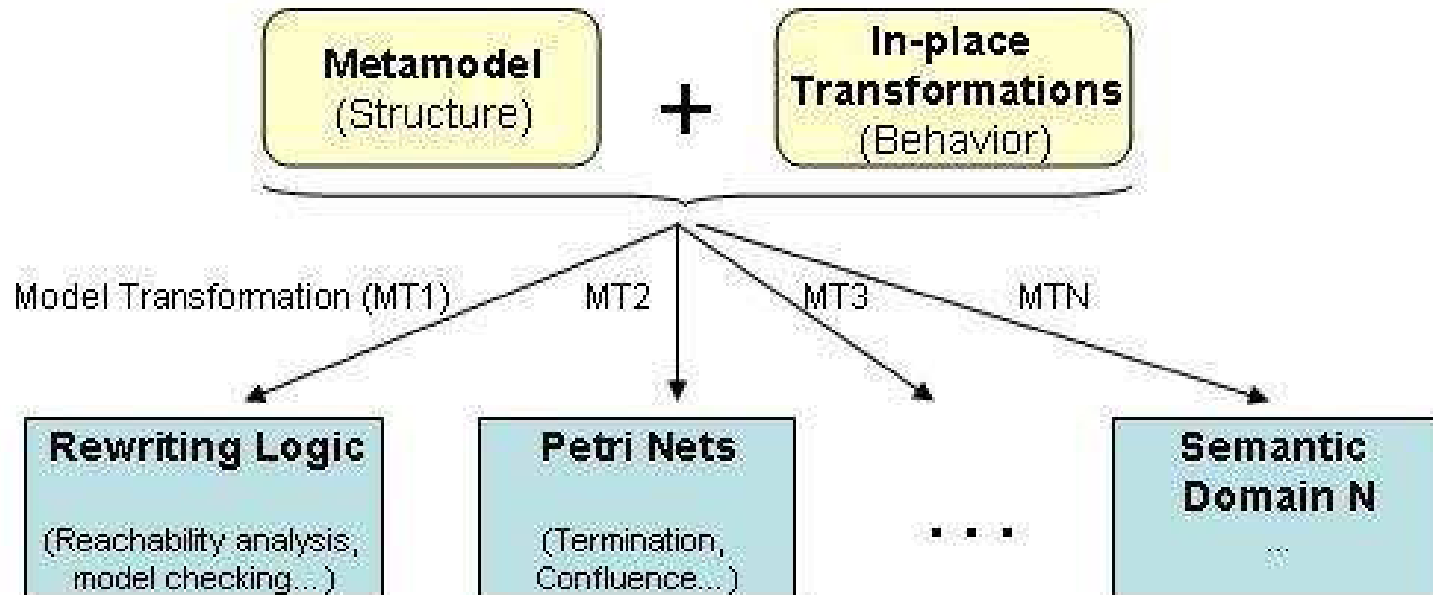 Metamodel
(Structure)
+
In-place
Transformations
(Behavior)
Model Transformation (MT1)
MT2
MT3
MTN
Rewriting Logic
(Reachability analysis,
model checking...)
Petri Nets
(Termination,
Confluence...)
. . .
Semantic
Domain N
...